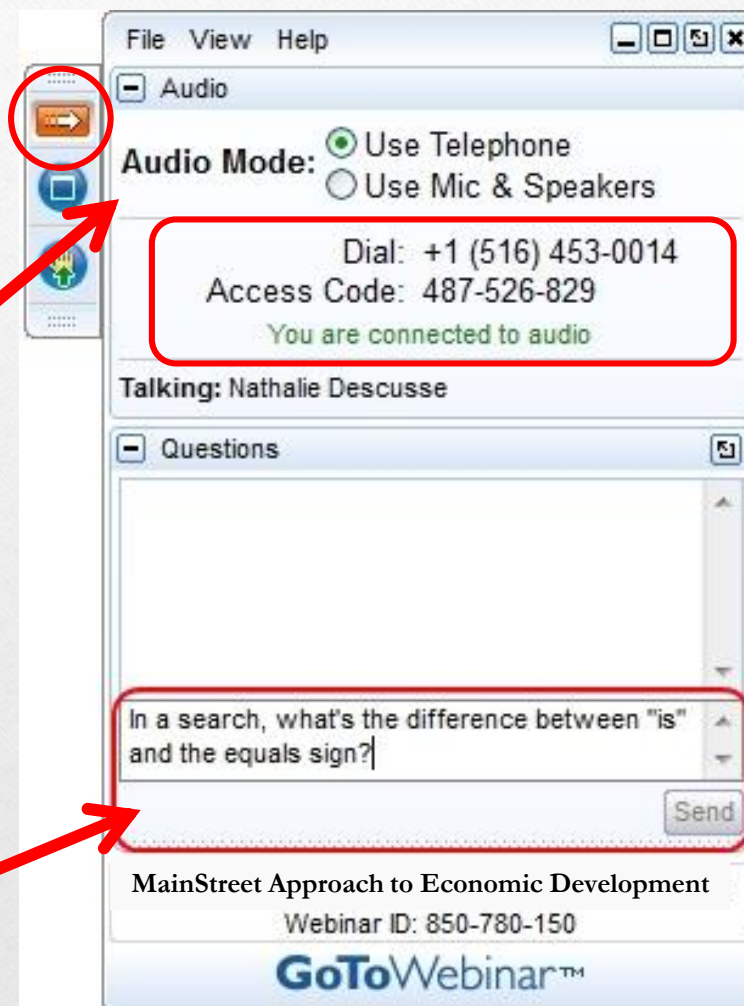 File View Help
Audio
Audio Mode: Use Telephone
Use Mic & Speakers
Dial: +1 (516) 453-0014
Access Code: 487-526-829
You are connected to audio
Talking: Nathalie Descusse
Questions
In a search, what's the difference between "is"
and the equals sign?
Send
MainStreet Approach to Economic Development
Webinar ID: 850-780-150
GoToWebinar™